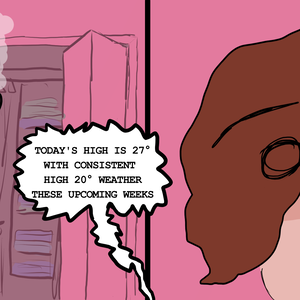 TODAY'S HIGH IS 27°
WITH CONSISTENT
HIGH 20° WEATHER
THESE UPCOMING WEEKS